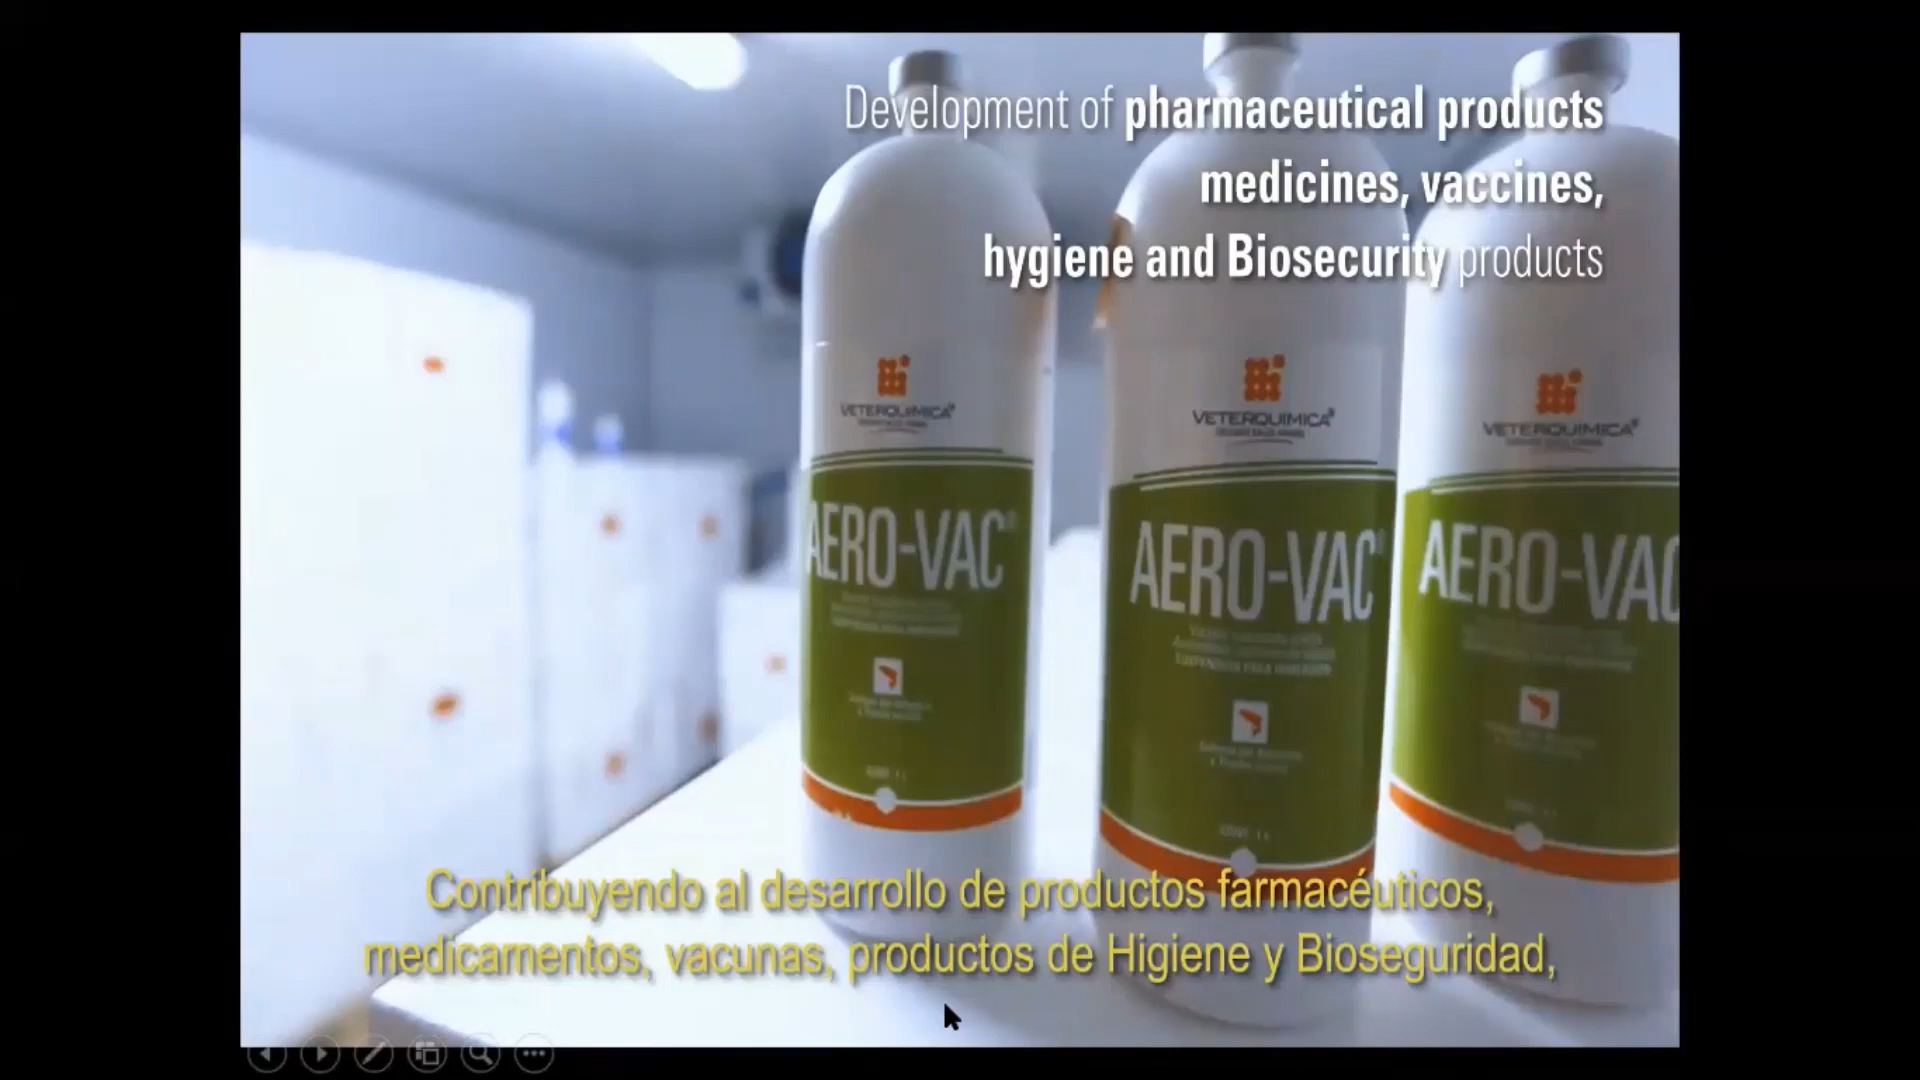 Development of pharmaceutical products
medicines, vaccines,
hygiene and Biosecurity products
VETERQUIMICA®
VETERQUIMICA®
VETERQUIMICA®
AERO-VAC®
AERO-VAC®
AERO-VAC
Contribuyendo al desarrollo de productos farmacéuticos,
medicamentos, vacunas, productos de Higiene y Bioseguridad,